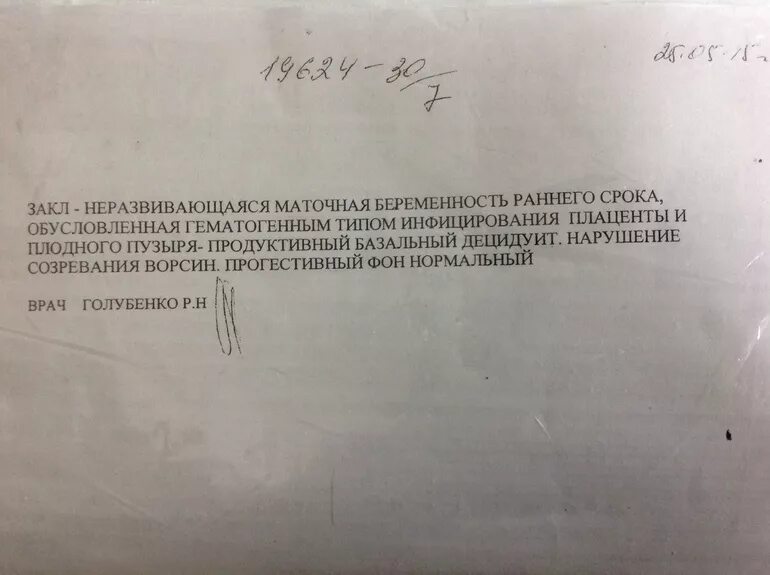 19624-30/7
25.05.15г
ЗАКЛ - НЕРАЗВИВАЮЩАЯСЯ МАТОЧНАЯ БЕРЕМЕННОСТЬ РАННЕГО СРОКА,
ОБУСЛОВЛЕННАЯ ГЕМАТОГЕННЫМ ТИПОМ ИНФИЦИРОВАНИЯ ПЛАЦЕНТЫ И
ПЛОДНОГО ПУЗЫРЯ- ПРОДУКТИВНЫЙ БАЗАЛЬНЫЙ ДЕЦИДУИТ. НАРУШЕНИЕ
СОЗРЕВАНИЯ ВОРСИН. ПРОГЕСТИВНЫЙ ФОН НОРМАЛЬНЫЙ
ВРАЧ ГОЛУБЕНКО Р.Н